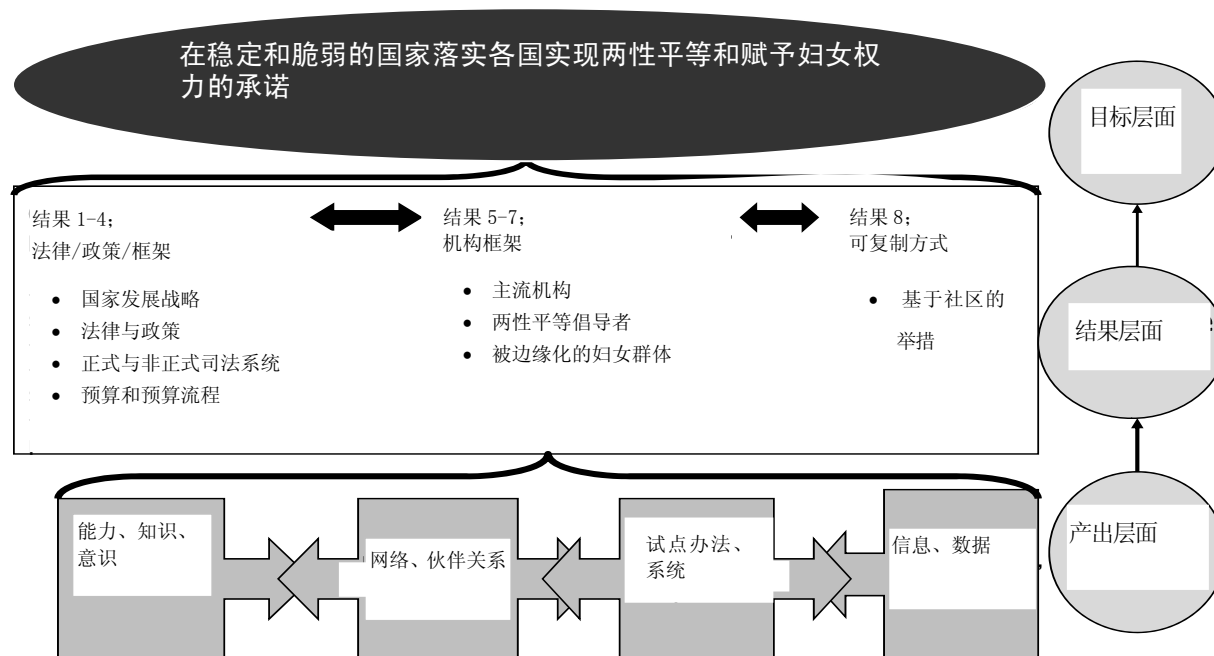 在稳定和脆弱的国家落实各国实现两性平等和赋予妇女权
力的承诺
目标层面
结果 1-4;
法律/政策/框架
• 国家发展战略
• 法律与政策
• 正式与非正式司法系统
• 预算和预算流程
结果 5-7;
机构框架
• 主流机构
• 两性平等倡导者
• 被边缘化的妇女群体
结果 8;
可复制方式
• 基于社区的
举措
结果层面
能力、知识、
意识
网络、伙伴关系
试点办法、
系统
信息、数据
产出层面